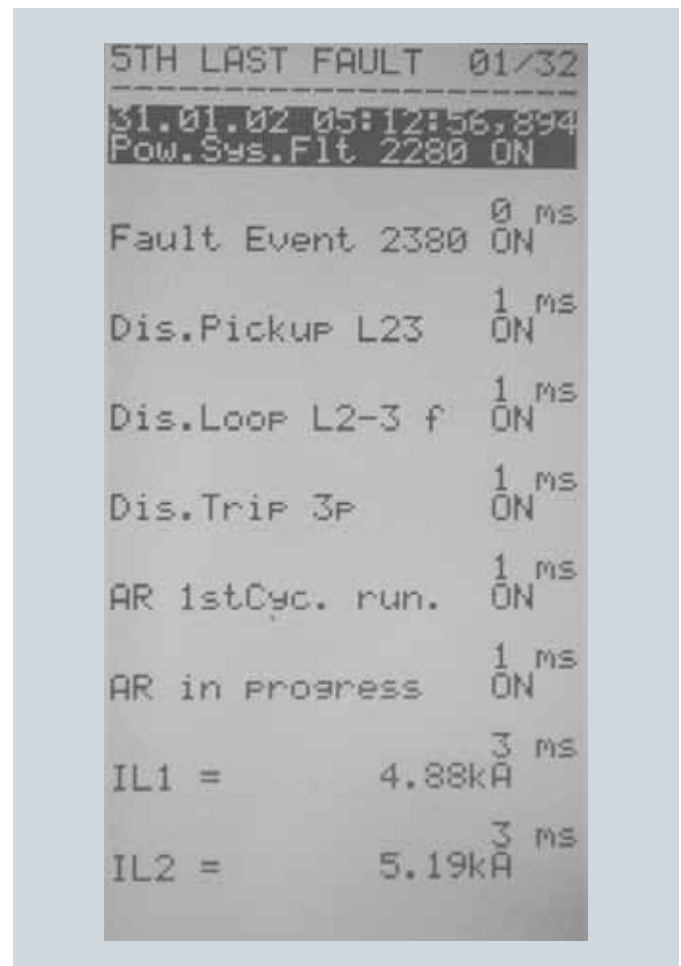 5TH LAST FAULT 01/32
--------------------
31.01.02 05:12:56,894
Pow.Sys.Flt 2280 ON
0 ms
Fault Event 2380 ON
1 ms
Dis.Pickup L23 ON
1 ms
Dis.Loop L2-3 f ON
1 ms
Dis.Trip 3p ON
1 ms
AR 1stCyc. run. ON
1 ms
AR in progress ON
3 ms
IL1 = 4.88kA
3 ms
IL2 = 5.19kA